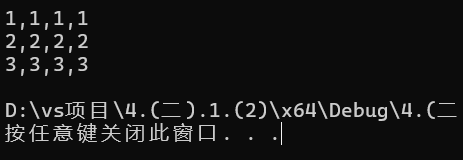 1,1,1,1
2,2,2,2
3,3,3,3
D:\vs项目\4.(二).1.(2)\x64\Debug\4.(二
按任意键关闭此窗口. . .